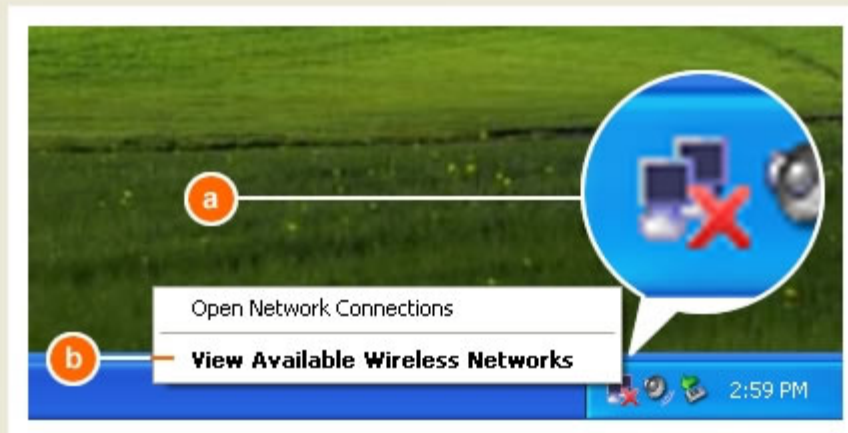 a
Open Network Connections
b
View Available Wireless Networks
2:59 PM